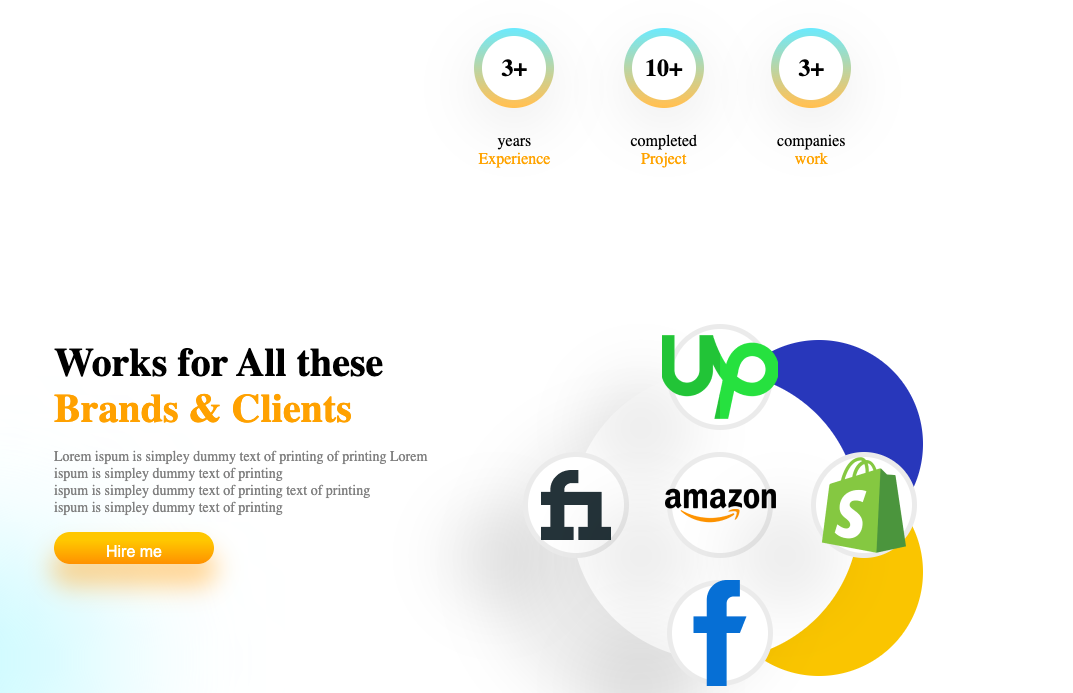 3+
10+
3+
years
Experience
completed
Project
companies
work
Works for All these
Brands & Clients
Lorem ispum is simpley dummy text of printing of printing Lorem
ispum is simpley dummy text of printing
ispum is simpley dummy text of printing text of printing
ispum is simpley dummy text of printing
Hire me
up
fi
amazon
S
f